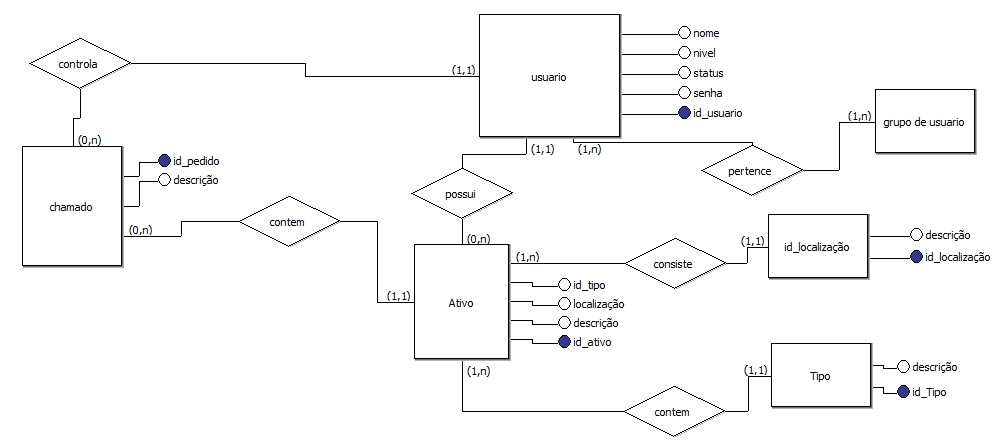 nome
nivel
status
senha
id_usuario
usuario
controla
(1,1)
(0,n)
(1,1)
(1,n)
(1,n)
grupo de usuario
pertence
id_pedido
descrição
chamado
(0,n)
contem
possui
(0,n)
(1,1)
Ativo
(1,n)
consiste
(1,1)
id_localização
descrição
id_localização
id_tipo
localização
descrição
id_ativo
(1,n)
contem
(1,1)
Tipo
descrição
id_Tipo